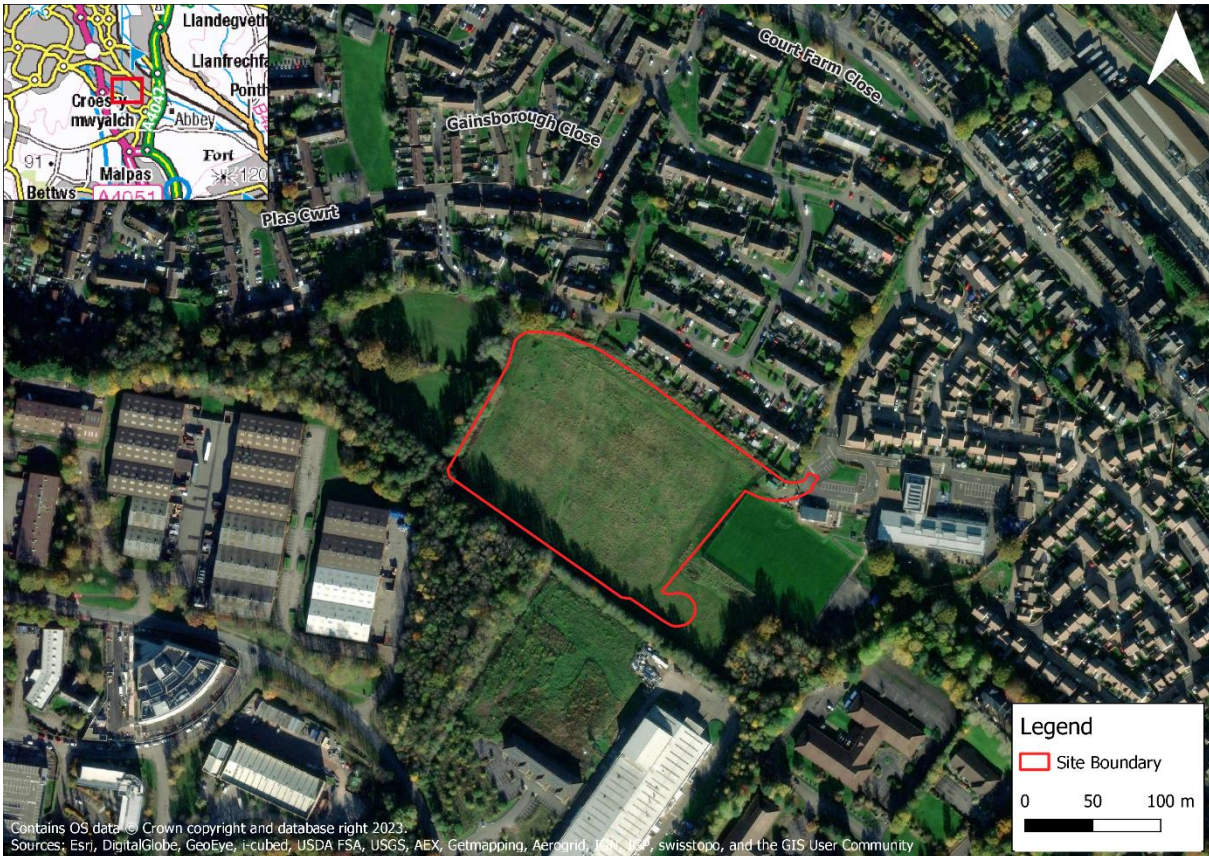 Llandegveth
Llanfrechfa
Croes y
mwyalch
Ponth
A4042
Abbey
Fort
91
120
Malpas
Bettws
A4051
Court Farm Close
Gainsborough Close
Plas Cwrt
Legend
Site Boundary
0 50 100 m
Contains OS data © Crown copyright and database right 2023.
Sources: Esri, DigitalGlobe, GeoEye, i-cubed, USDA FSA, USGS, AEX, Getmapping, Aerogrid, IGN, IGP, swisstopo, and the GIS User Community